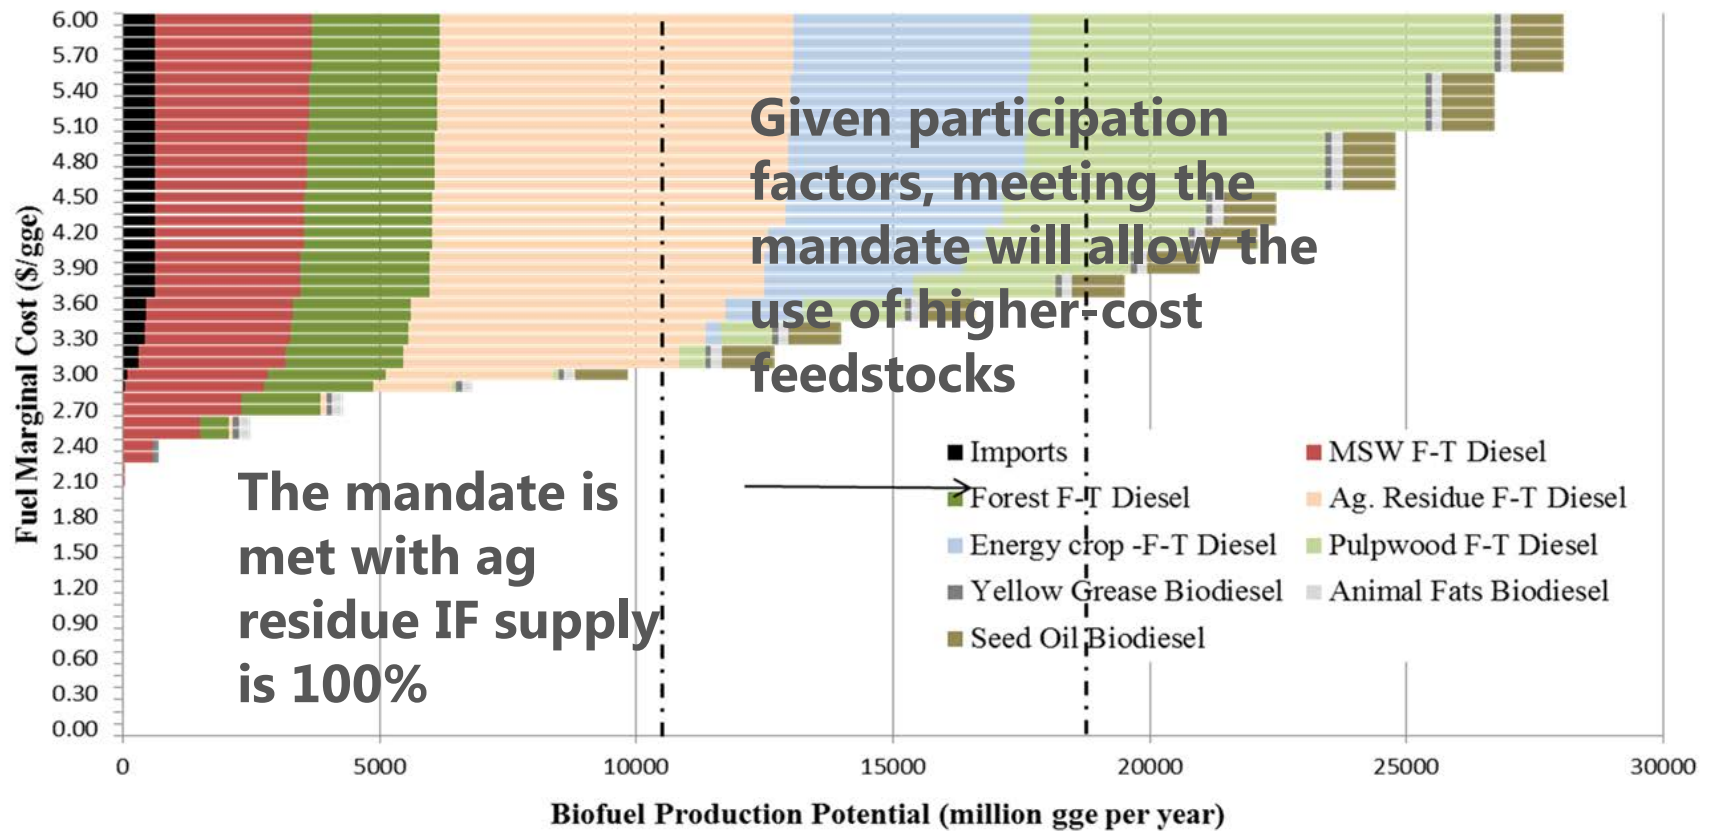 6.00
5.70
5.40
5.10
4.80
4.50
4.20
3.90
3.60
3.30
3.00
2.70
2.40
2.10
1.80
1.50
1.20
0.90
0.60
0.30
0.00
Fuel Marginal Cost ($/gge)
Given participation
factors, meeting the
mandate will allow the
use of higher-cost
feedstocks
The mandate is
met with ag
residue IF supply
is 100%
Imports
MSW F-T Diesel
Forest F-T Diesel
Ag. Residue F-T Diesel
Energy crop -F-T Diesel
Pulpwood F-T Diesel
Yellow Grease Biodiesel
Animal Fats Biodiesel
Seed Oil Biodiesel
0 5000 10000 15000 20000 25000 30000
Biofuel Production Potential (million gge per year)